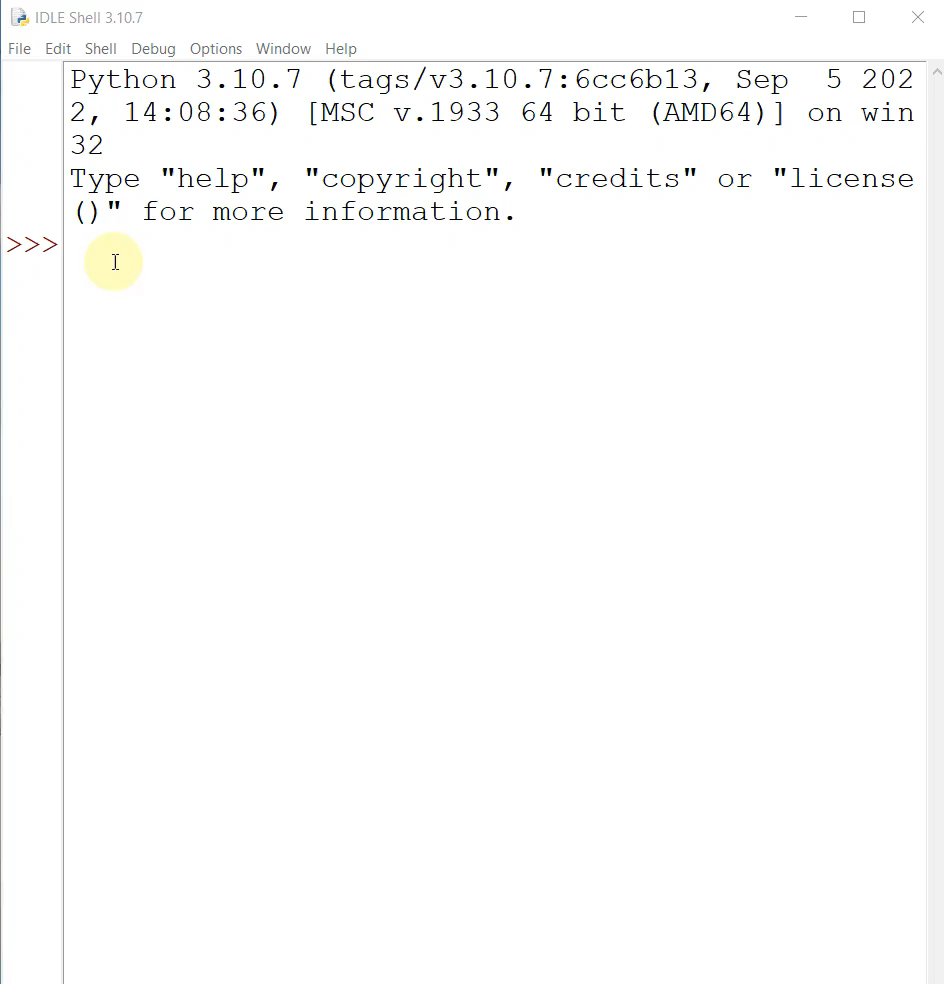 IDLE Shell 3.10.7
File Edit Shell Debug Options Window Help
Python 3.10.7 (tags/v3.10.7:6cc6b13, Sep  5 202
2, 14:08:36) [MSC v.1933 64 bit (AMD64)] on win
32
Type "help", "copyright", "credits" or "license
()" for more information.
>>>